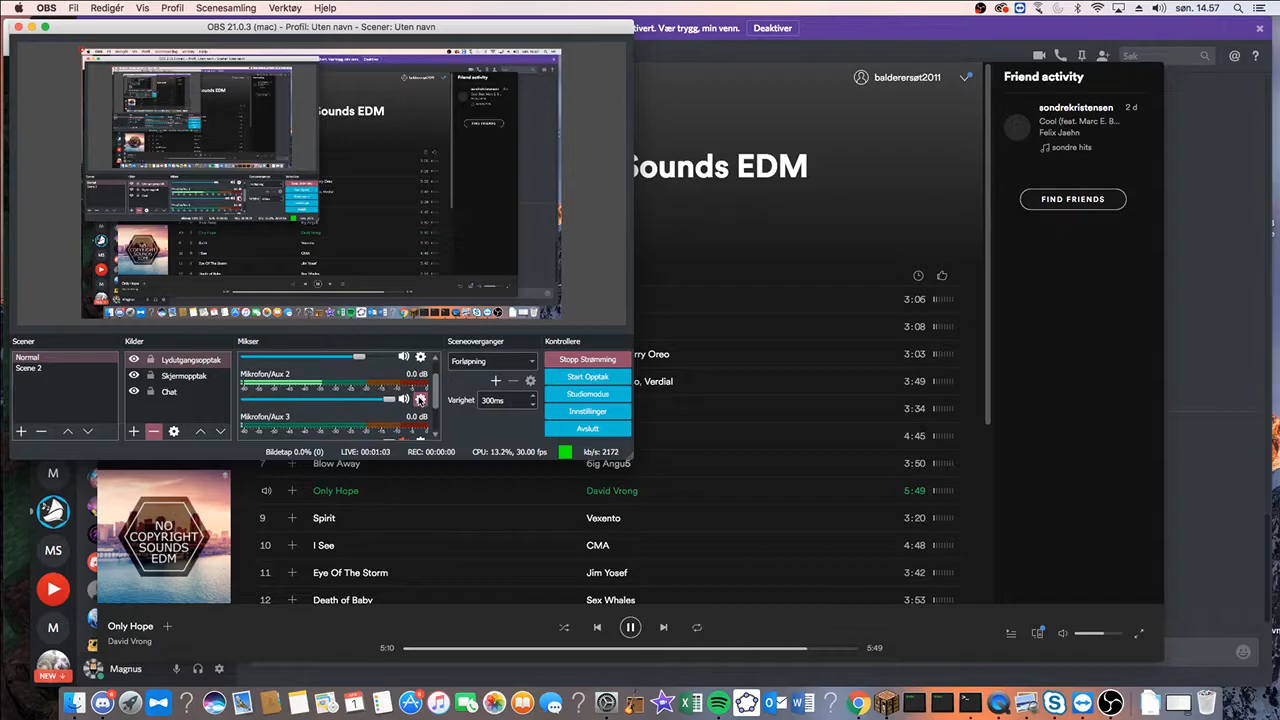 OBS Fil Redigér Vis Profil Scenesamling Verktøy Hjelp
søn. 14.57
OBS 21.0.3 (mac) - Profil: Uten navn - Scener: Uten navn
ivert. Vær trygg, min venn. Deaktiver
balderersøt2011
Friend activity
sondrekristensen 2 d
Cool (feat. Marc E. B...
Felix Jaehn
sondre hits
FIND FRIENDS
Sounds EDM
Scener Kilder Mikser Sceneoverganger Kontrollere
Normal
Scene 2
Lydutgangsopptak
Skjermopptak
Chat
Mikrofon/Aux 2 0.0 dB
Mikrofon/Aux 3 0.0 dB
Forløpning
Varighet 300ms
Stopp Strømming
Start Opptak
Studiomodus
Innstillinger
Avslutt
Bildetap 0.0% (0) LIVE: 00:01:03 REC: 00:00:00 CPU: 13.2%, 30.00 fps kb/s: 2172
3:06
3:08
rry Oreo 3:03
o, Verdial 3:49
3:34
4:45
7 Blow Away 6ig Angu5 3:50
Only Hope David Vrong 5:49
9 Spirit Vexento 3:20
10 I See CMA 4:48
11 Eye Of The Storm Jim Yosef 3:42
12 Death of Baby Sex Whales 3:53
M
MS
M
NEW
NO
COPYRIGHT
SOUNDS
EDM
Only Hope
David Vrong
5:10 5:49
Magnus